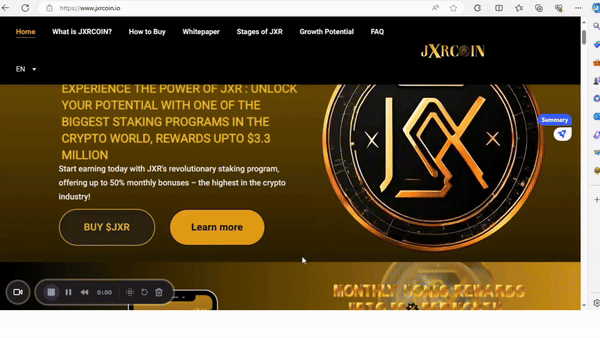 https://www.jxrcoin.io
Home What is JXRCOIN? How to Buy Whitepaper Stages of JXR Growth Potential FAQ
JXRCOIN
EN
EXPERIENCE THE POWER OF JXR : UNLOCK
YOUR POTENTIAL WITH ONE OF THE
BIGGEST STAKING PROGRAMS IN THE
CRYPTO WORLD, REWARDS UPTO $3.3
MILLION
Start earning today with JXR's revolutionary staking program,
offering up to 50% monthly bonuses – the highest in the crypto
industry!
BUY $JXR Learn more
Summary
0:00
MONTHLY BONUS REWARDS